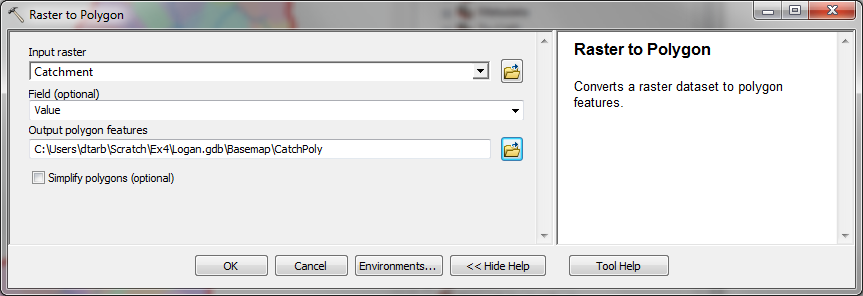 Raster to Polygon
Input raster
Catchment
Field (optional)
Value
Output polygon features
C:\Users\dtarb\Scratch\Ex4\Logan.gdb\Basemap\CatchPoly
Simplify polygons (optional)
Raster to Polygon
Converts a raster dataset to polygon
features.
OK
Cancel
Environments...
<< Hide Help
Tool Help